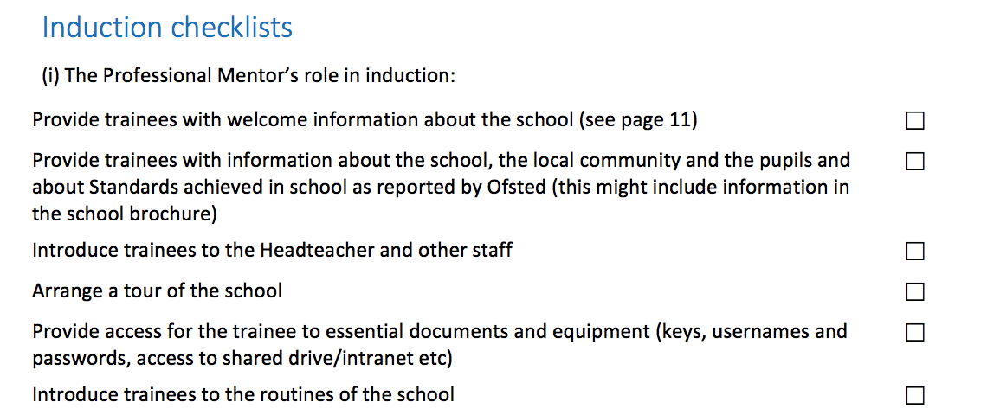 Induction checklists
(i) The Professional Mentor’s role in induction:
Provide trainees with welcome information about the school (see page 11)
Provide trainees with information about the school, the local community and the pupils and
about Standards achieved in school as reported by Ofsted (this might include information in
the school brochure)
Introduce trainees to the Headteacher and other staff
Arrange a tour of the school
Provide access for the trainee to essential documents and equipment (keys, usernames and
passwords, access to shared drive/intranet etc)
Introduce trainees to the routines of the school